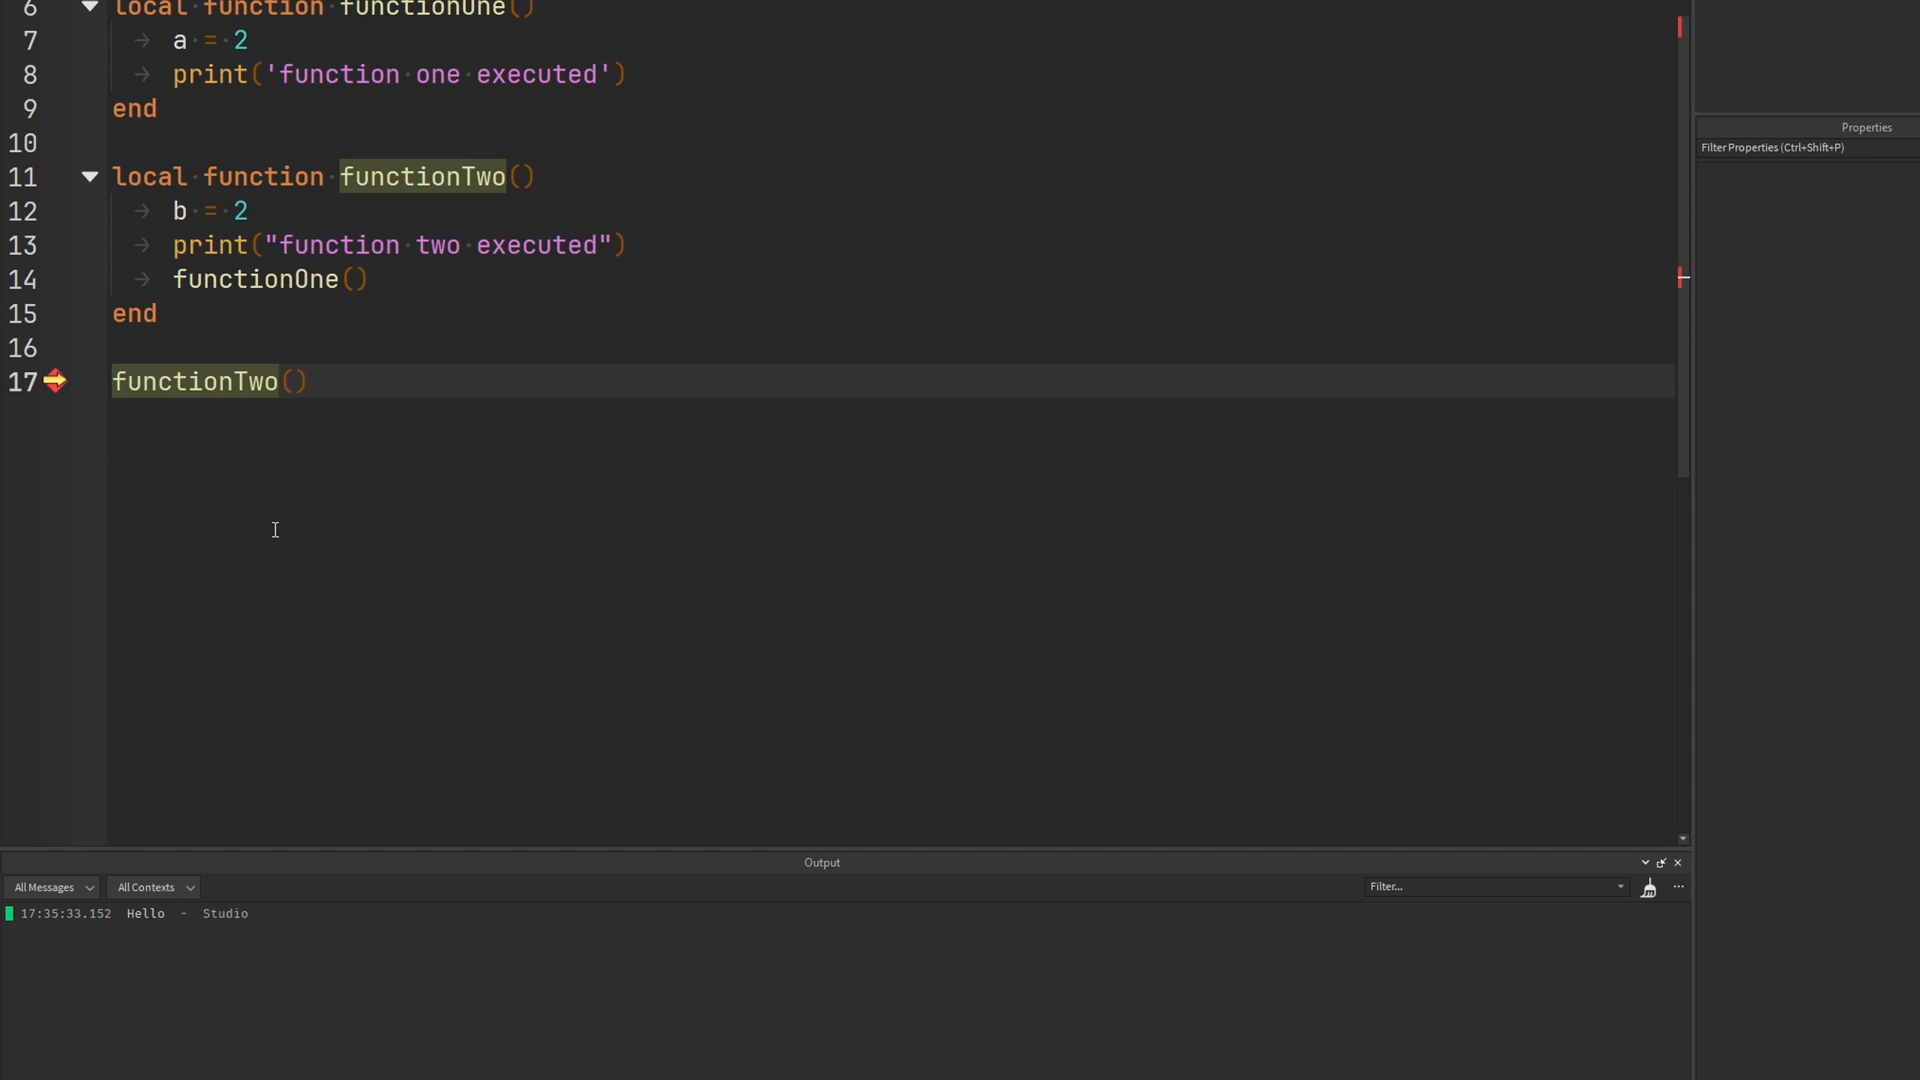 6 local function functionOne()
7 a = 2
8 print('function one executed')
9 end
10
11 local function functionTwo()
12 b = 2
13 print("function two executed")
14 functionOne()
15 end
16
17 functionTwo()
Properties
Filter Properties (Ctrl+Shift+P)
Output
All Messages All Contexts Filter...
17:35:33.152 Hello - Studio